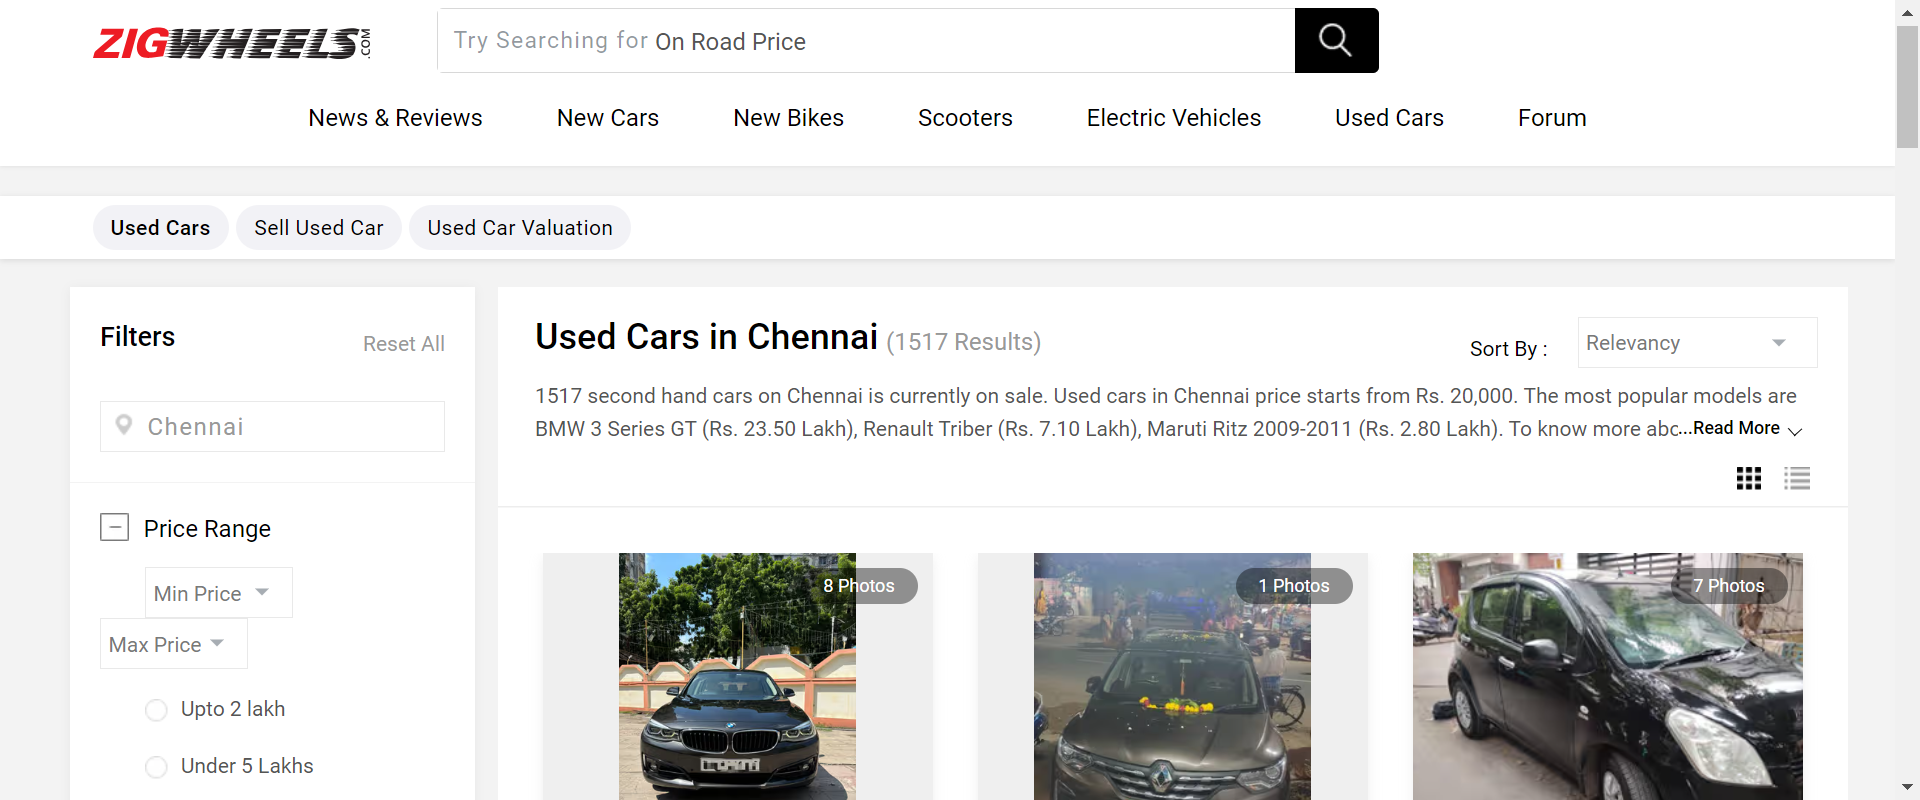 ZIGWHEELS.COM
Try Searching for On Road Price
News & Reviews New Cars New Bikes Scooters Electric Vehicles Used Cars Forum
Used Cars Sell Used Car Used Car Valuation
Filters
Reset All
Chennai
Price Range
Min Price
Max Price
Upto 2 lakh
Under 5 Lakhs
Used Cars in Chennai (1517 Results)
Sort By :
Relevancy
1517 second hand cars on Chennai is currently on sale. Used cars in Chennai price starts from Rs. 20,000. The most popular models are
BMW 3 Series GT (Rs. 23.50 Lakh), Renault Triber (Rs. 7.10 Lakh), Maruti Ritz 2009-2011 (Rs. 2.80 Lakh). To know more abc...Read More
8 Photos
1 Photos
7 Photos